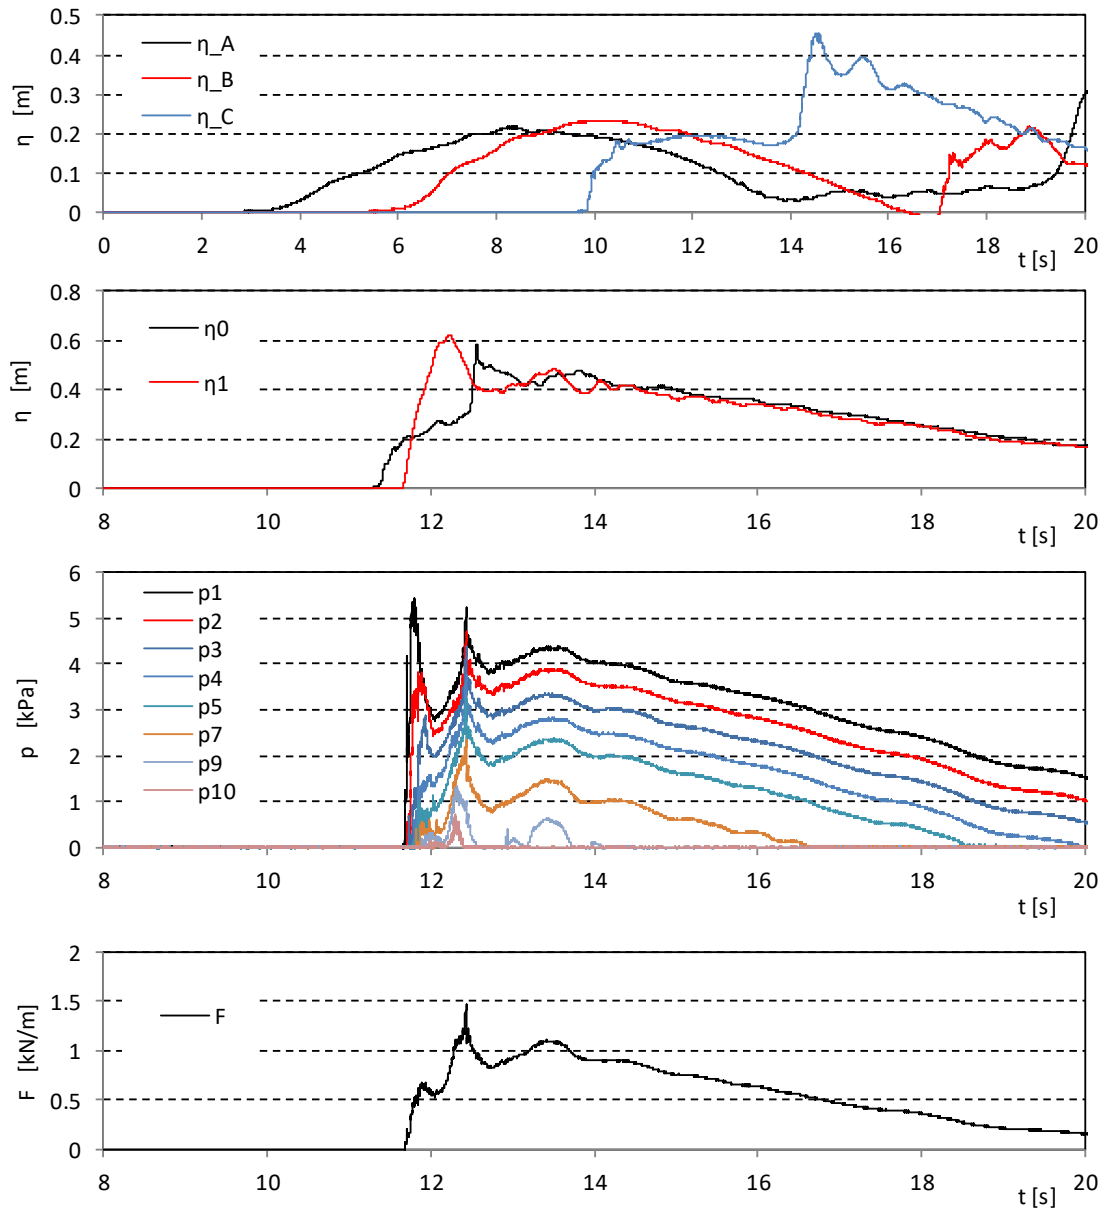 0.5
0.4
0.3
0.2
0.1
0
η [m]
η_A
η_B
η_C
0 2 4 6 8 10 12 14 16 18 20
t [s]
0.8
0.6
0.4
0.2
0
η [m]
η0
η1
8 10 12 14 16 18 20
t [s]
6
5
4
3
2
1
0
p [kPa]
p1
p2
p3
p4
p5
p7
p9
p10
8 10 12 14 16 18 20
t [s]
2
1.5
1
0.5
0
F [kN/m]
F
8 10 12 14 16 18 20
t [s]